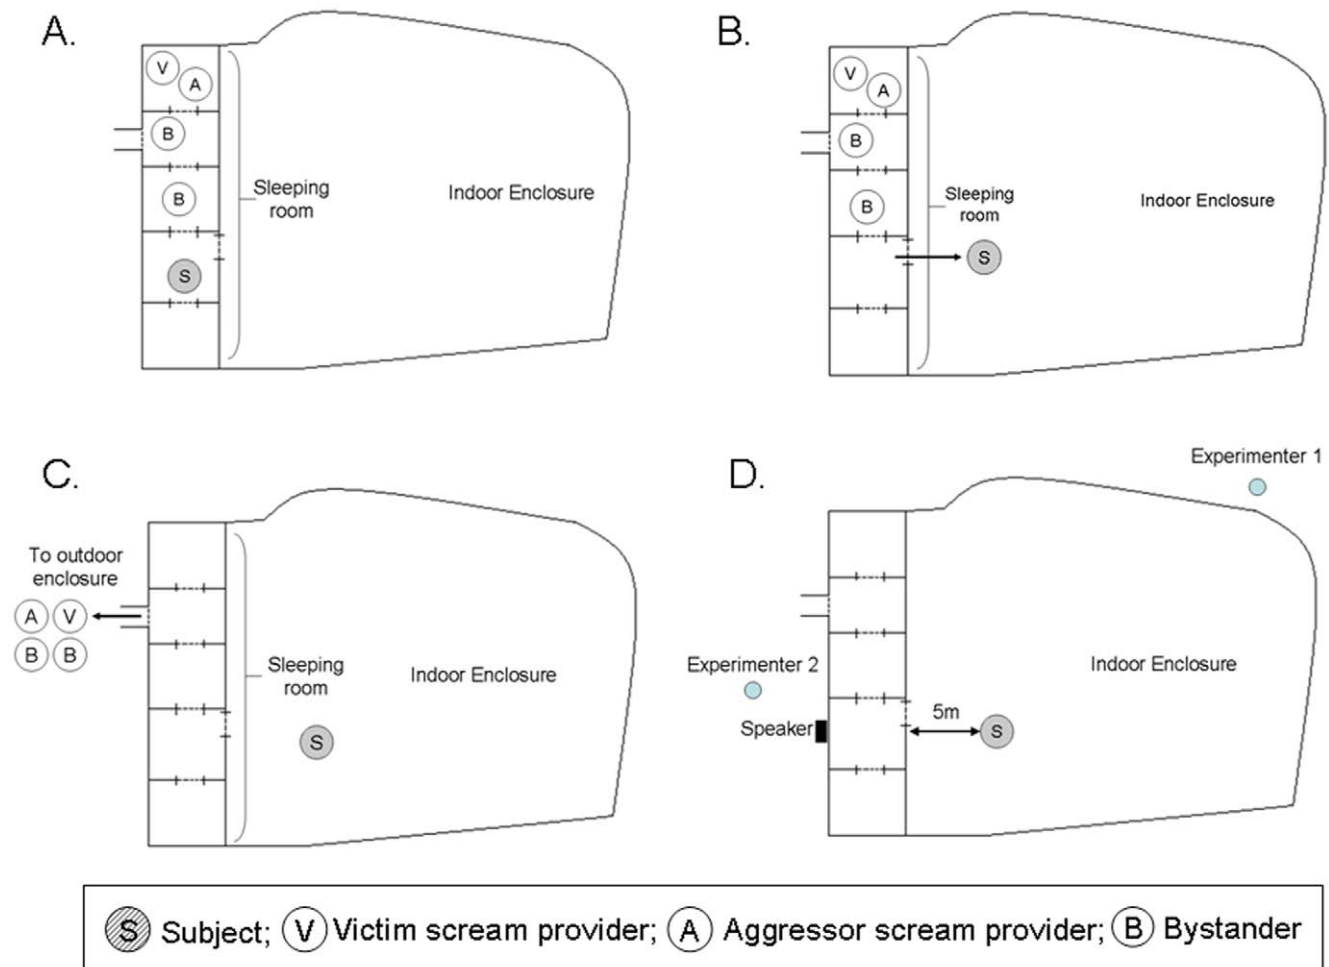 A.
V
A
B
B
S
Sleeping
room
Indoor Enclosure
B.
V
A
B
B
S
Sleeping
room
Indoor Enclosure
C.
To outdoor
enclosure
A V
B B
Sleeping
room
Indoor Enclosure
S
D.
Experimenter 1
Experimenter 2
Speaker
5m
S
Indoor Enclosure
S Subject; V Victim scream provider; A Aggressor scream provider; B Bystander